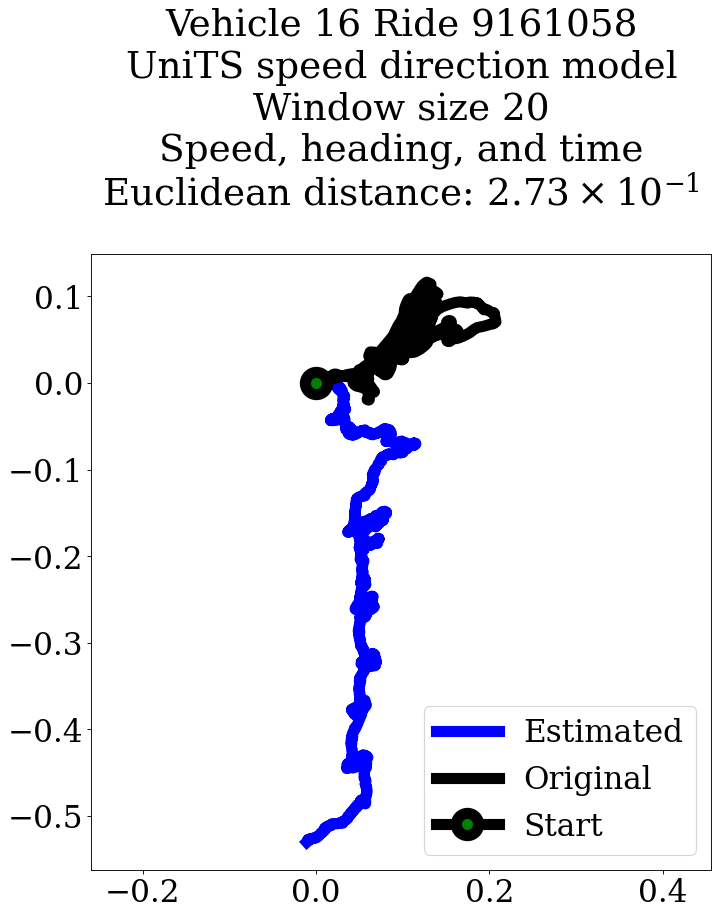 Vehicle 16 Ride 9161058
UniTS speed direction model
Window size 20
Speed, heading, and time
Euclidean distance: 2.73 × 10⁻¹
0.1
0.0
−0.1
−0.2
−0.3
−0.4
−0.5
Estimated
Original
Start
−0.2 0.0 0.2 0.4